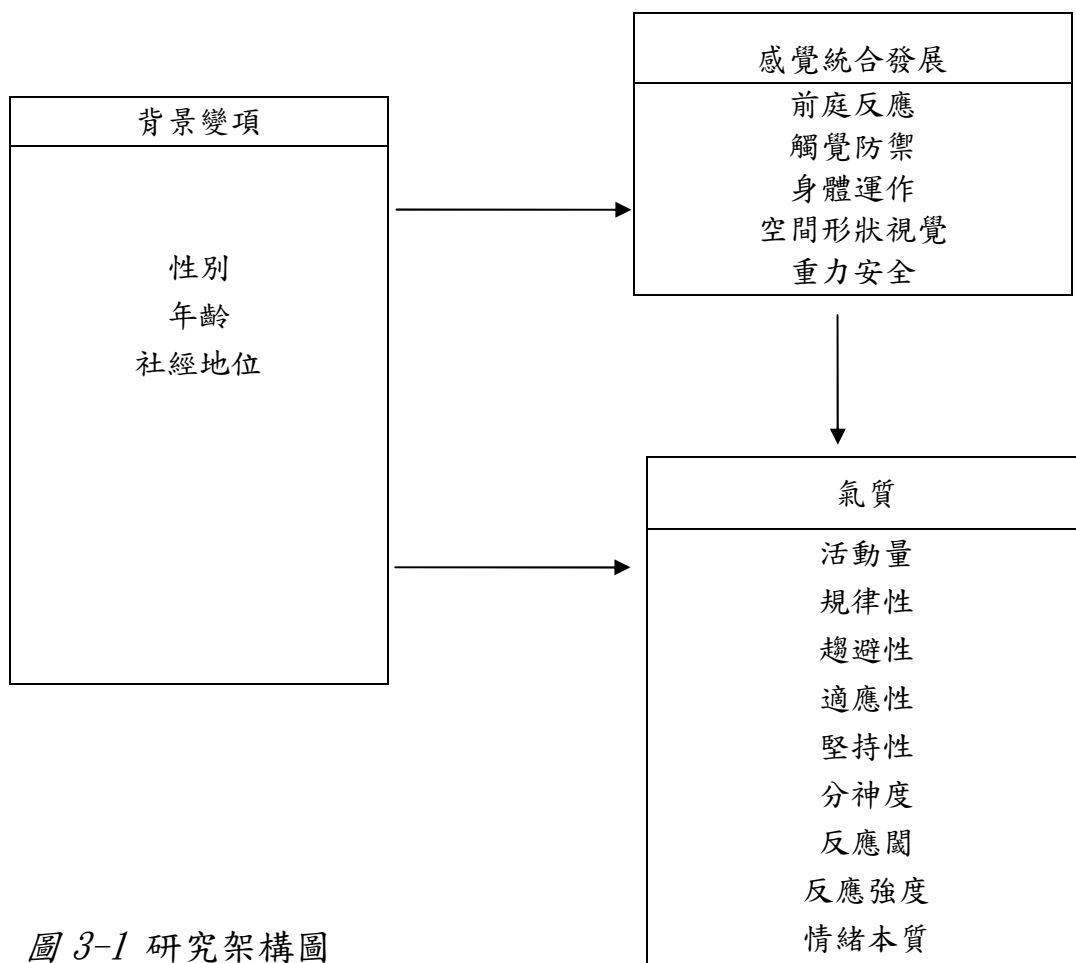 背景變項
性別
年齡
社經地位
感覺統合發展
前庭反應
觸覺防禦
身體運作
空間形狀視覺
重力安全
氣質
活動量
規律性
趨避性
適應性
堅持性
分神度
反應閾
反應強度
情緒本質
圖 3-1 研究架構圖